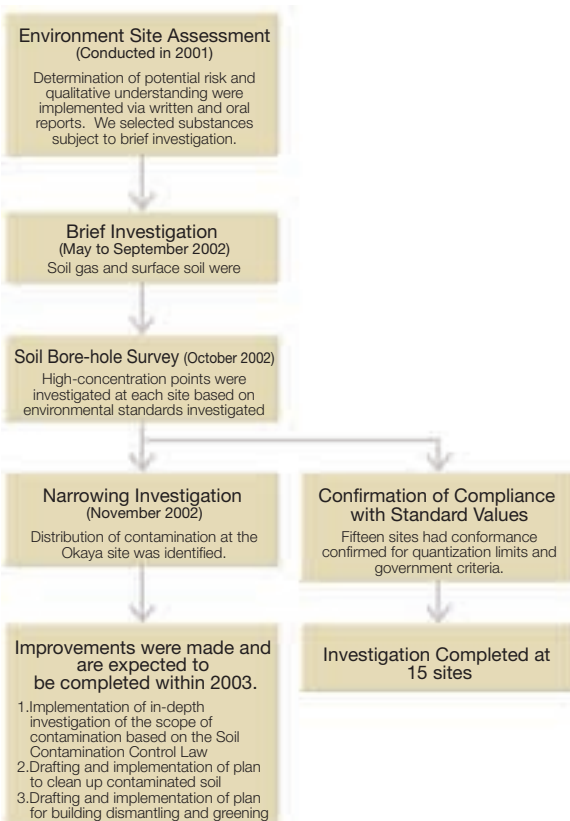 Environment Site Assessment
(Conducted in 2001)
Determination of potential risk and
qualitative understanding were
implemented via written and oral
reports. We selected substances
subject to brief investigation.
Brief Investigation
(May to September 2002)
Soil gas and surface soil were
Soil Bore-hole Survey (October 2002)
High-concentration points were
investigated at each site based on
environmental standards investigated
Narrowing Investigation
(November 2002)
Distribution of contamination at the
Okaya site was identified.
Confirmation of Compliance
with Standard Values
Fifteen sites had conformance
confirmed for quantization limits and
government criteria.
Improvements were made and
are expected to
be completed within 2003.
1.Implementation of in-depth
investigation of the scope of
contamination based on the Soil
Contamination Control Law
2.Drafting and implementation of plan
to clean up contaminated soil
3.Drafting and implementation of plan
for building dismantling and greening
Investigation Completed at
15 sites